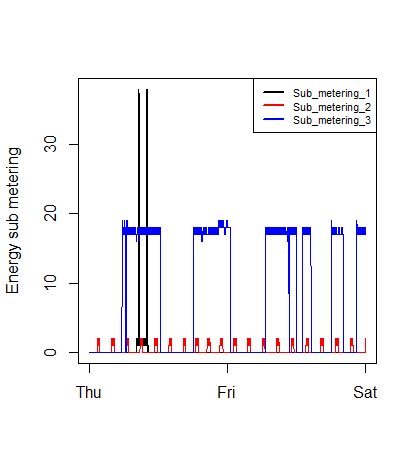 Sub_metering_1
Sub_metering_2
Sub_metering_3
Energy sub metering
30
20
10
0
Thu Fri Sat